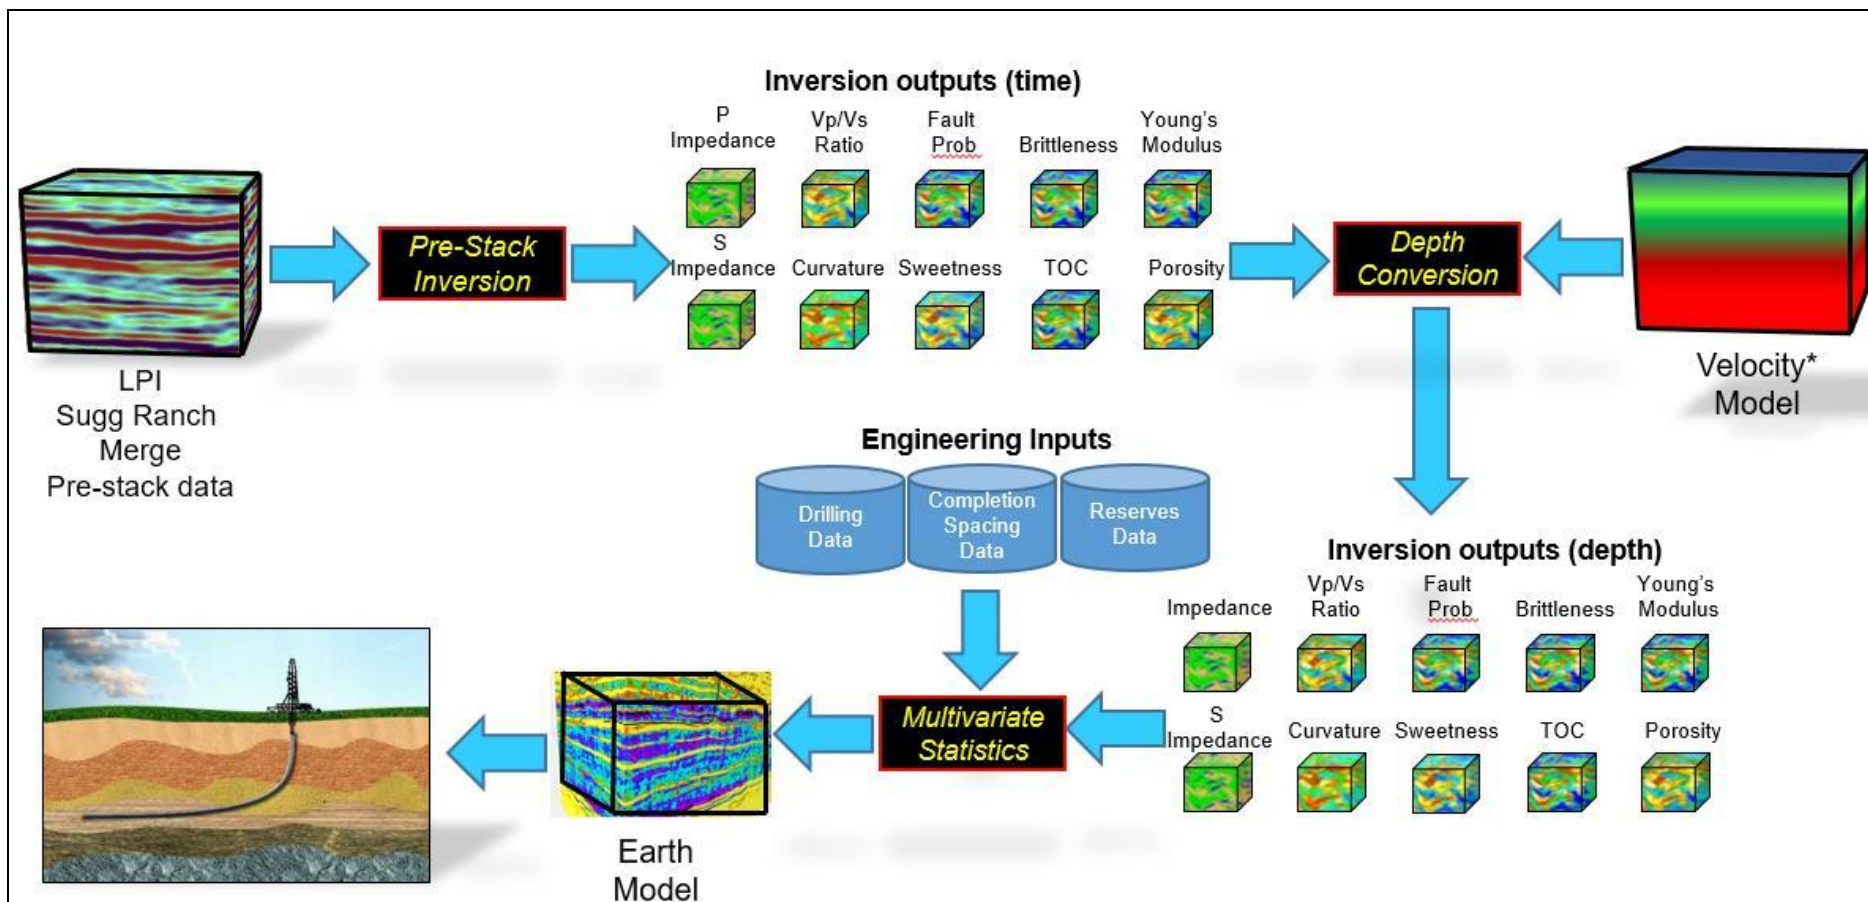 Inversion outputs (time)
P
Impedance
Vp/Vs
Ratio
Fault
Prob
Brittleness
Young's
Modulus
S
Impedance
Curvature
Sweetness
TOC
Porosity
Pre-Stack
Inversion
Depth
Conversion
LPI
Sugg Ranch
Merge
Pre-stack data
Velocity*
Model
Engineering Inputs
Drilling
Data
Completion
Spacing
Data
Reserves
Data
Inversion outputs (depth)
Impedance
Vp/Vs
Ratio
Fault
Prob
Brittleness
Young's
Modulus
S
Impedance
Curvature
Sweetness
TOC
Porosity
Multivariate
Statistics
Earth
Model